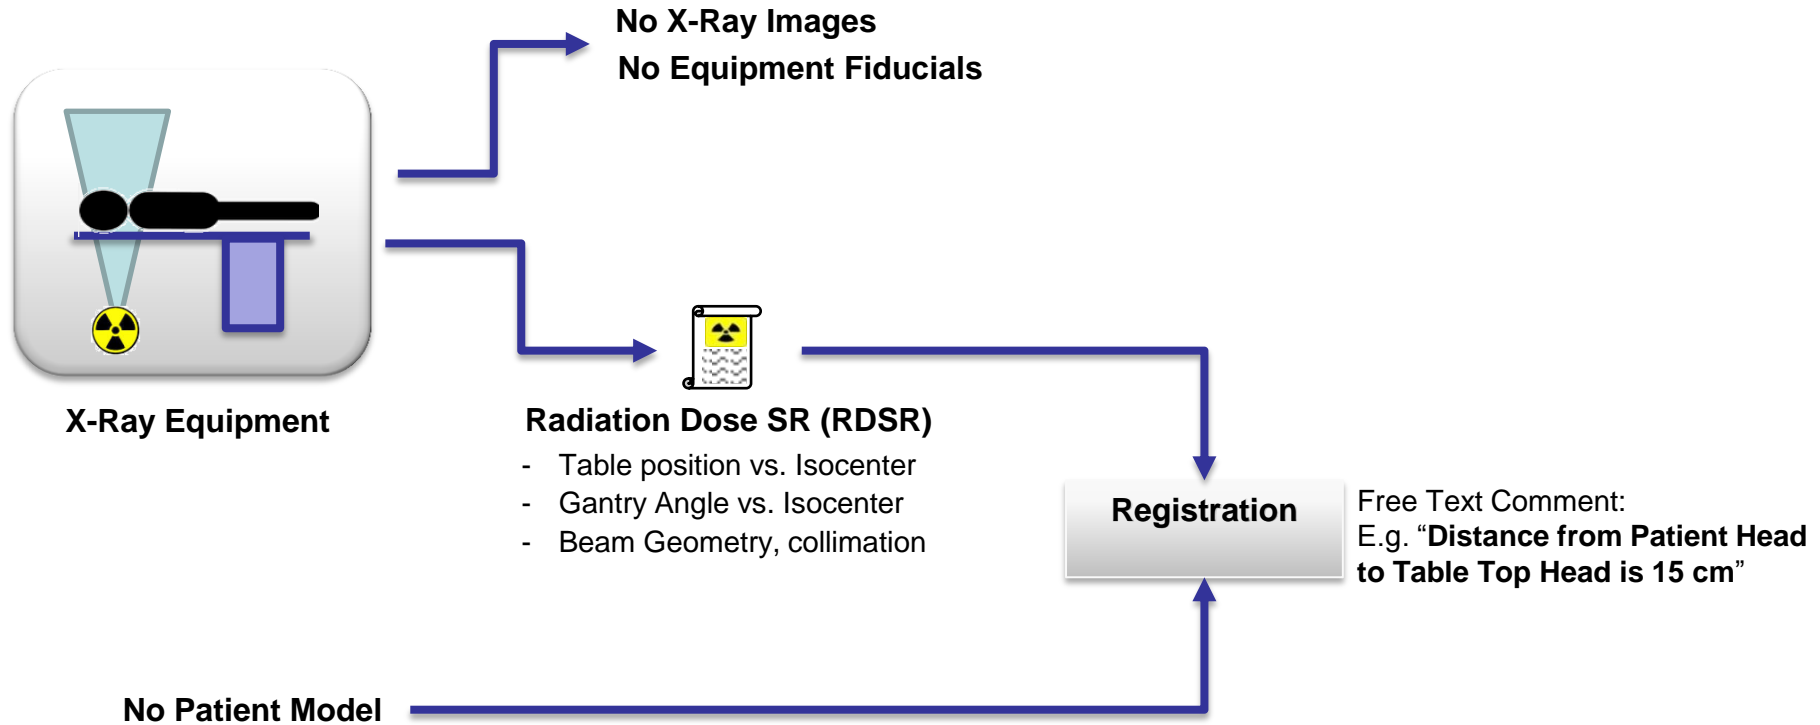 No X-Ray Images
No Equipment Fiducials
X-Ray Equipment
Radiation Dose SR (RDSR)
- Table position vs. Isocenter
- Gantry Angle vs. Isocenter
- Beam Geometry, collimation
Registration
Free Text Comment:
E.g. “Distance from Patient Head
to Table Top Head is 15 cm”
No Patient Model